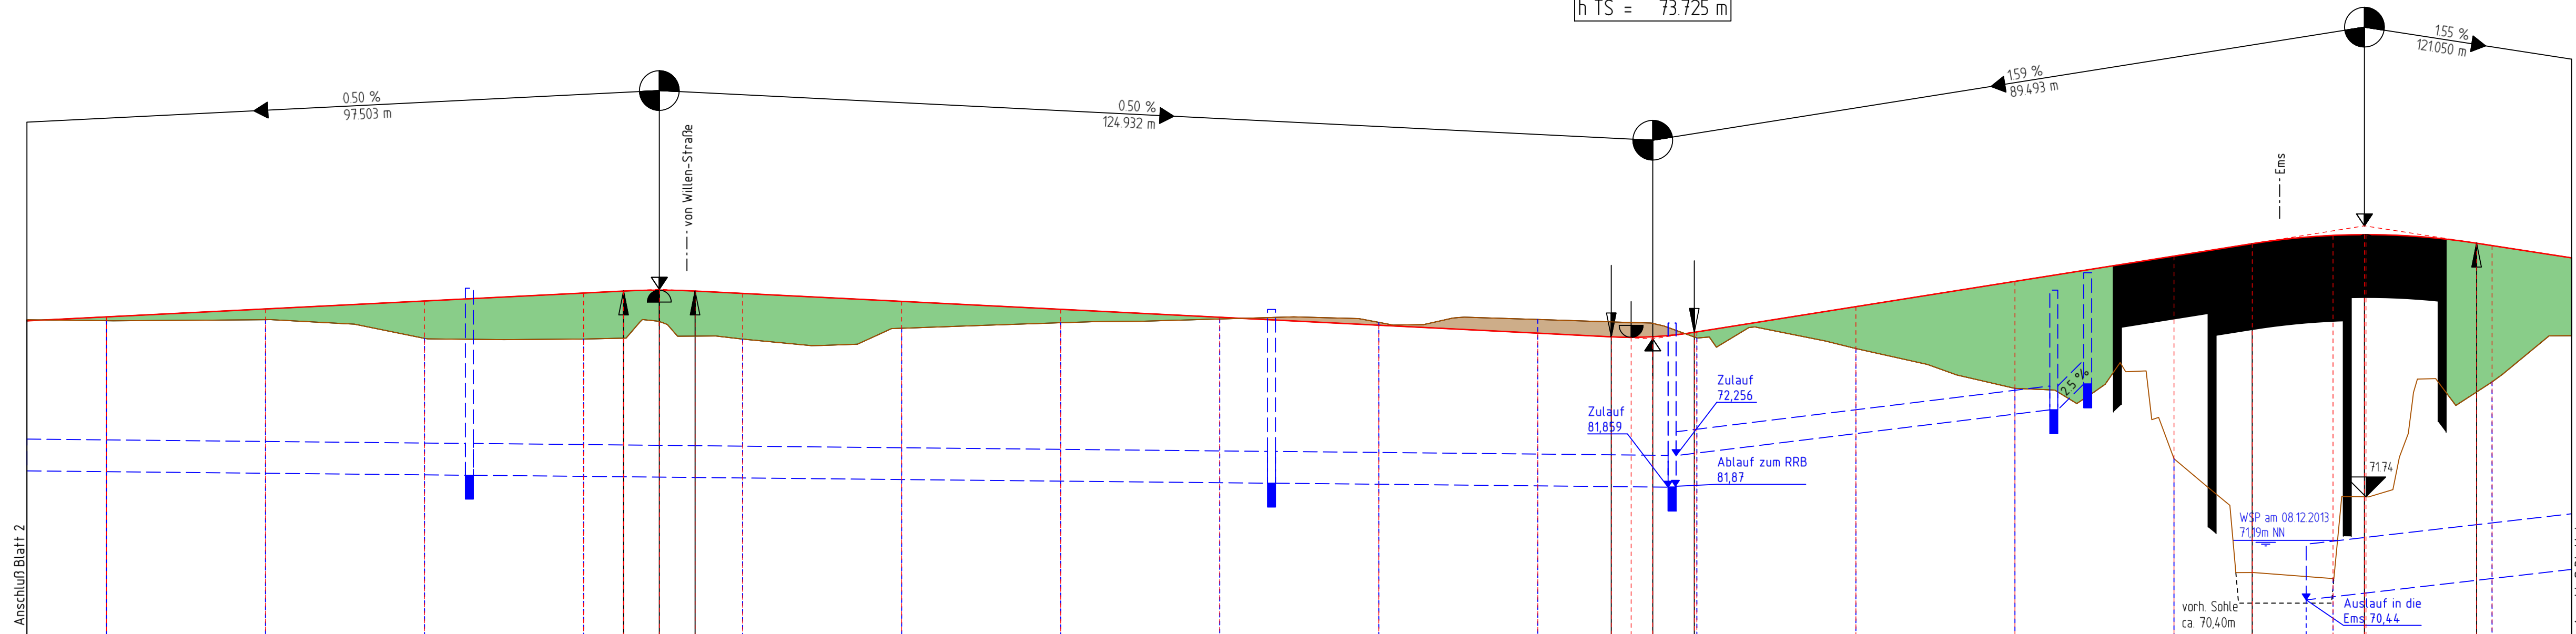 h TS = 73.725 m
0.50 %
97.503 m
von Willen-Straße
0.50 %
124.932 m
1.59 %
89.493 m
1.55 %
121.050 m
Ems
Anschluß Blatt 2
Zulauf
81,859
Zulauf
72,256
Ablauf zum RRB
81,87
2.5 %
71.74
WSP am 08.12.2013
71,19m NN
vorh. Sohle
ca. 70,40m
Auslauf in die
Ems 70,44